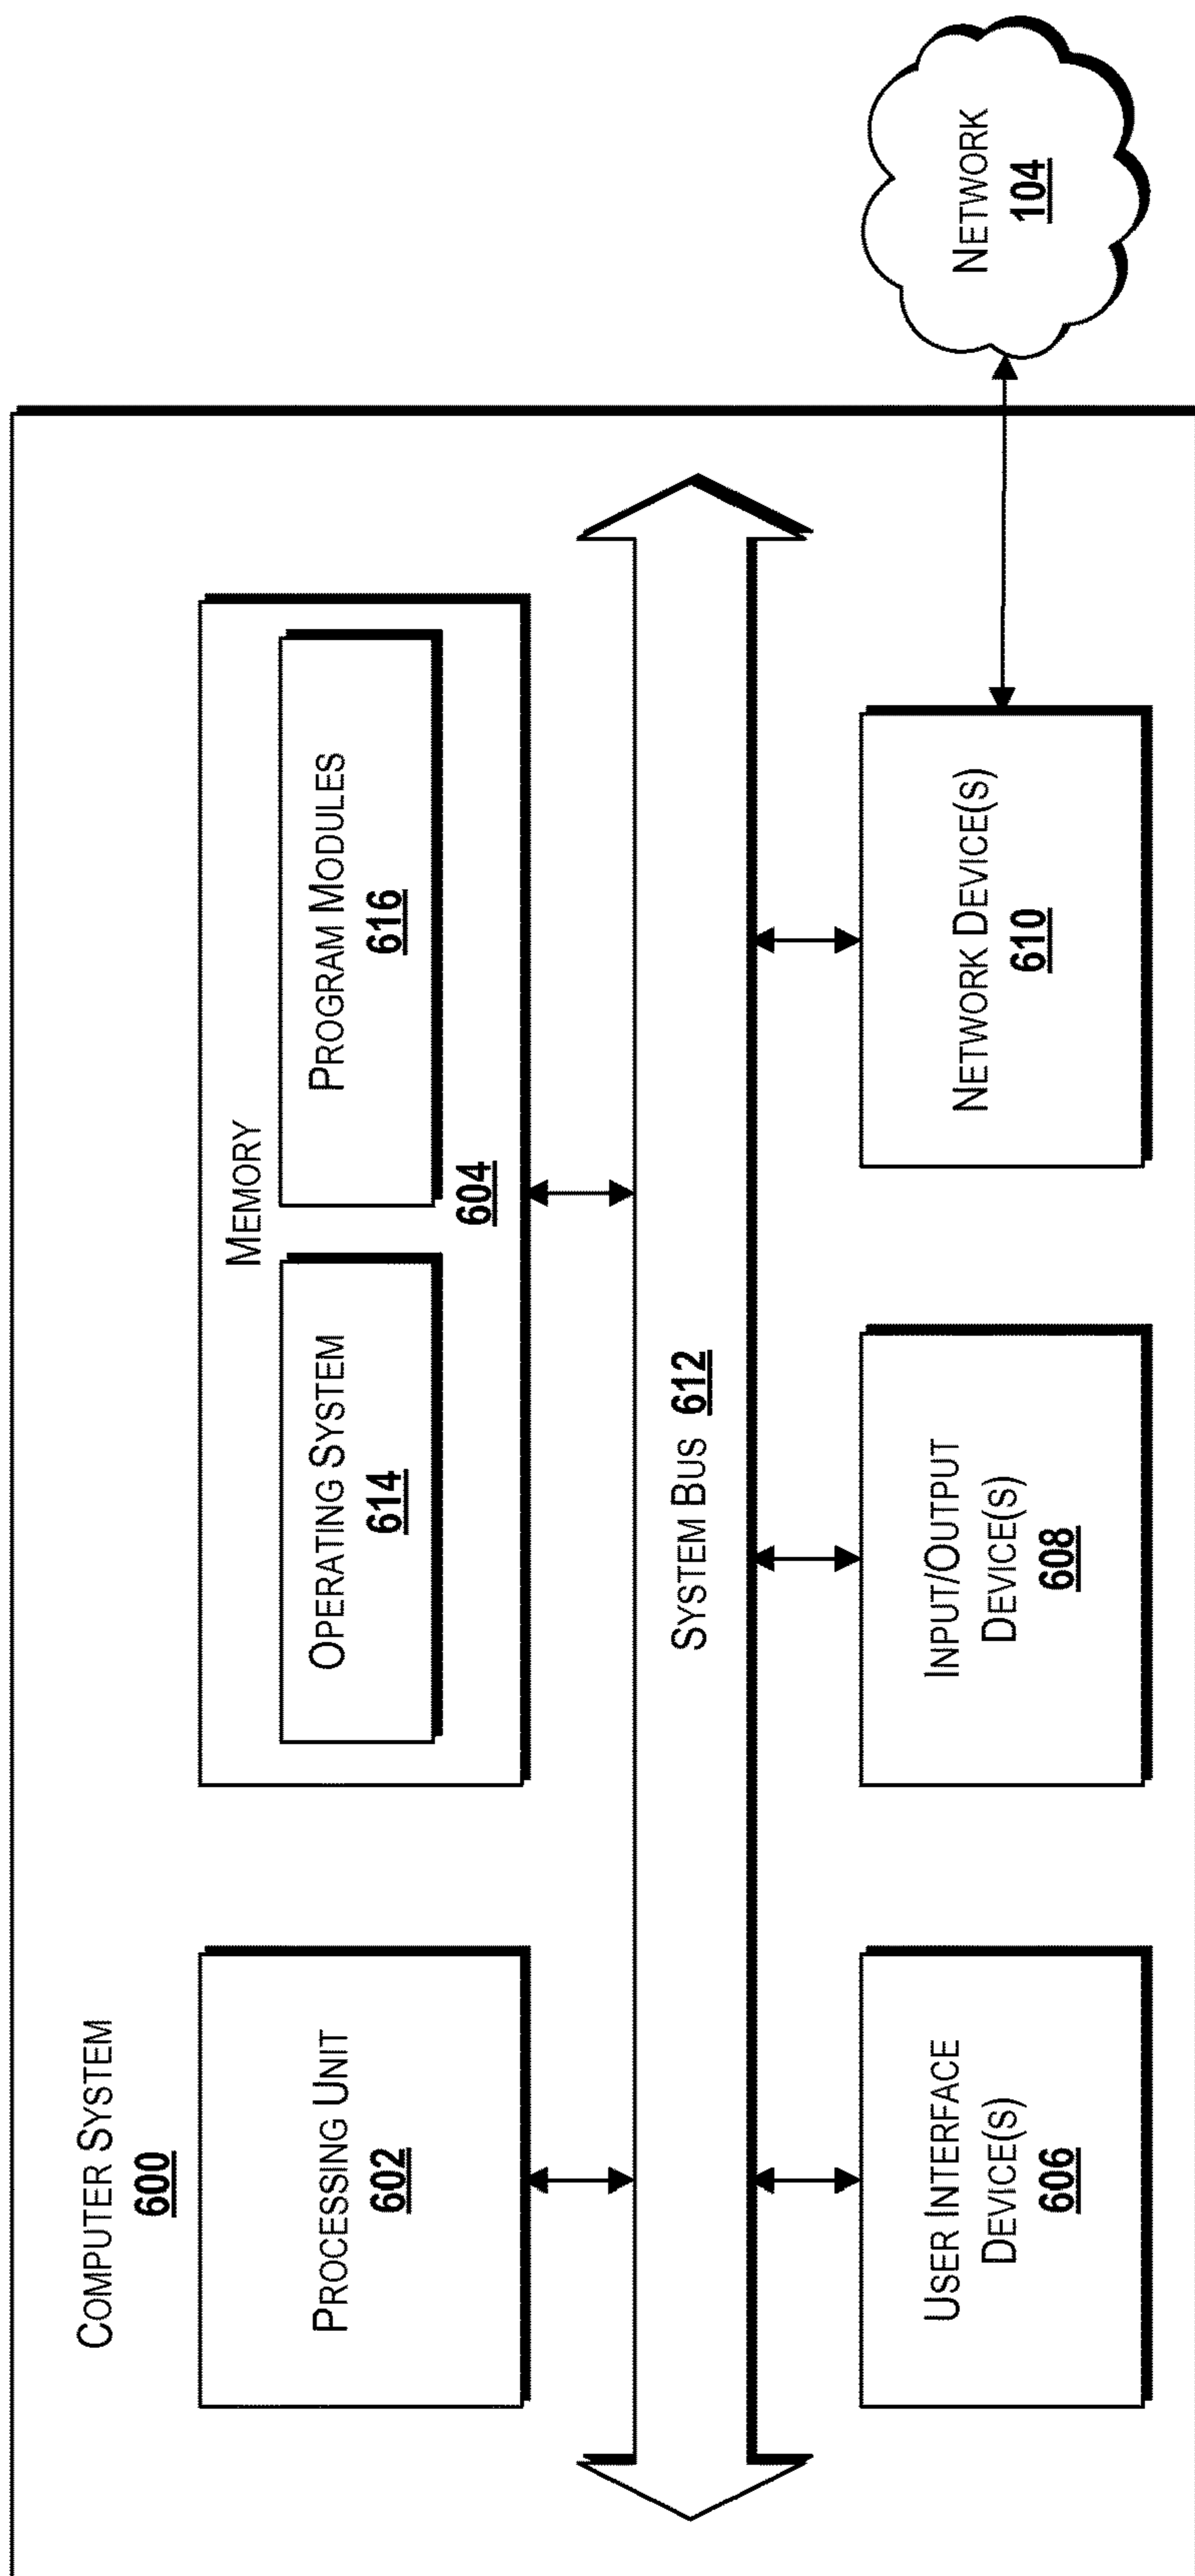 COMPUTER SYSTEM
600
PROCESSING UNIT
602
MEMORY
OPERATING SYSTEM
614
PROGRAM MODULES
616
604
SYSTEM BUS 612
USER INTERFACE
DEVICE(S)
606
INPUT/OUTPUT
DEVICE(S)
608
NETWORK DEVICE(S)
610
NETWORK
104